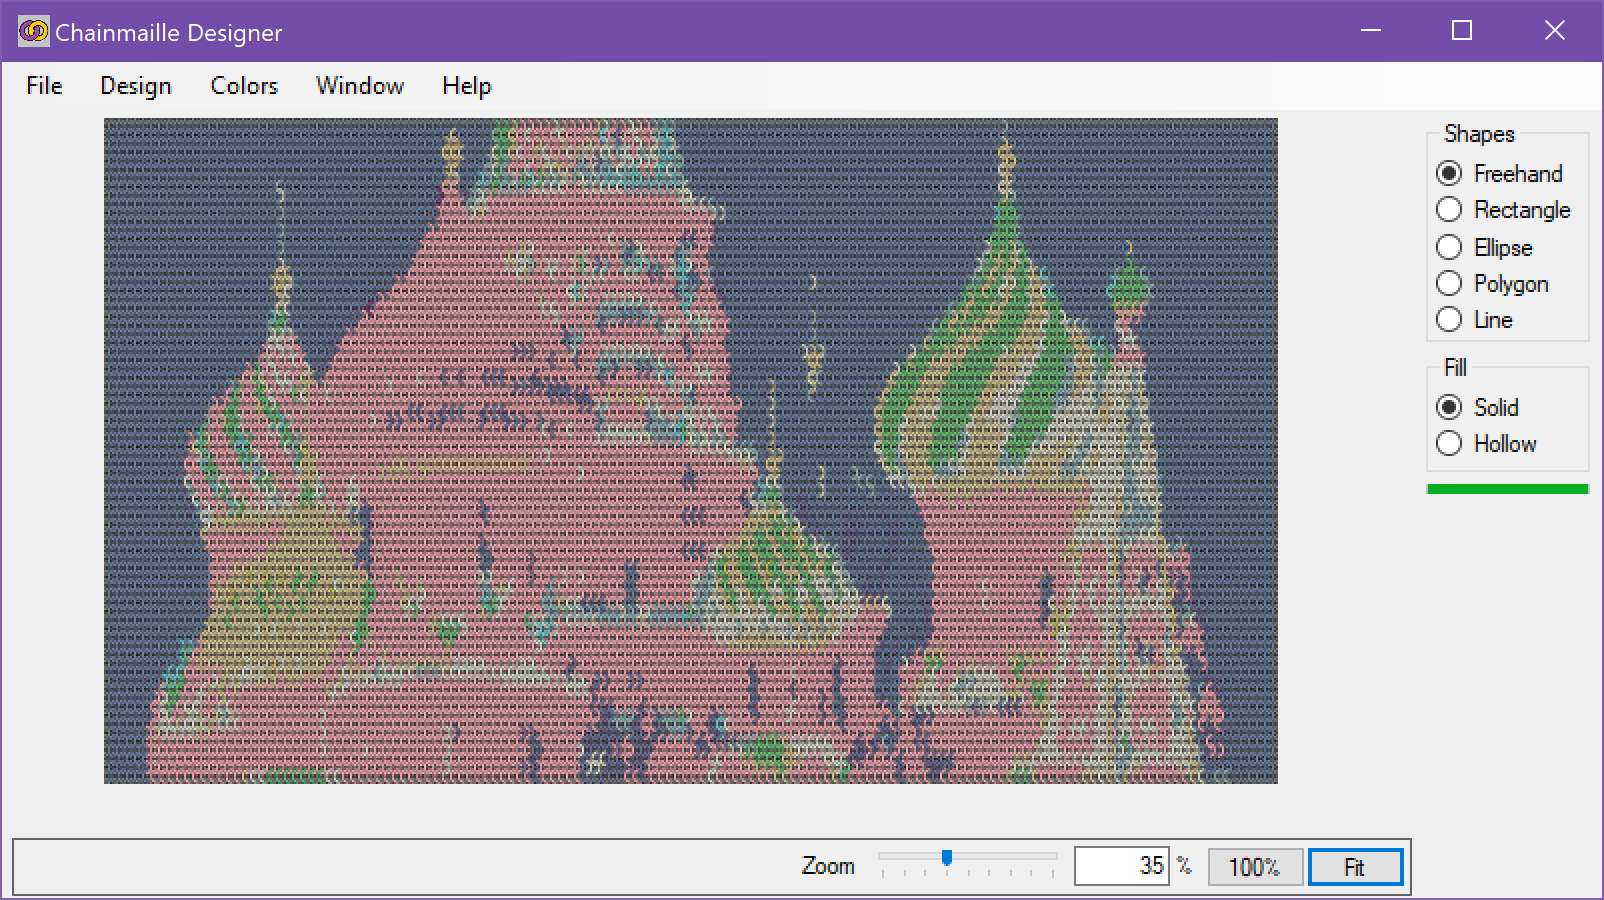 Chainmaille Designer
File Design Colors Window Help
Shapes
Freehand
Rectangle
Ellipse
Polygon
Line
Fill
Solid
Hollow
Zoom 35 % 100% Fit